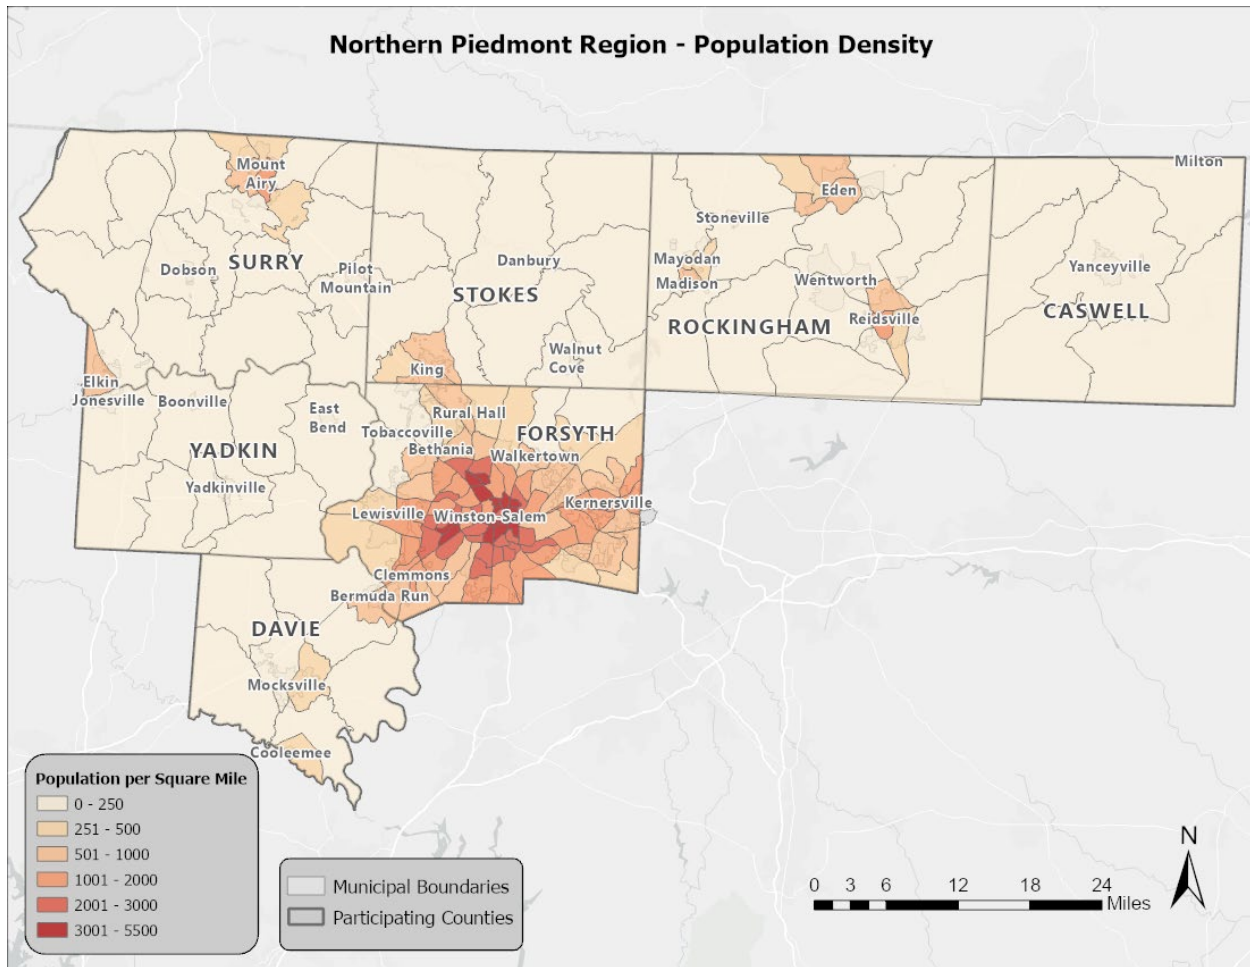 Northern Piedmont Region - Population Density
Mount
Airy
Milton
Eden
Stoneville
SURRY
Dobson
Pilot
Mountain
Danbury
STOKES
Mayodan
Madison
Wentworth
Yanceyville
CASWELL
ROCKINGHAM
Reidsville
Walnut
Cove
King
Elkin
Jonesville
Boonville
East
Bend
Rural Hall
Tobaccoville
FORSYTH
Bethania
Walkertown
YADKIN
Yadkinville
Kernersville
Lewisville
Winston-Salem
Clemmons
Bermuda Run
DAVIE
Mocksville
Cooleemee
Population per Square Mile
0 - 250
251 - 500
501 - 1000
1001 - 2000
2001 - 3000
3001 - 5500
Municipal Boundaries
Participating Counties
N
0 3 6 12 18 24
Miles